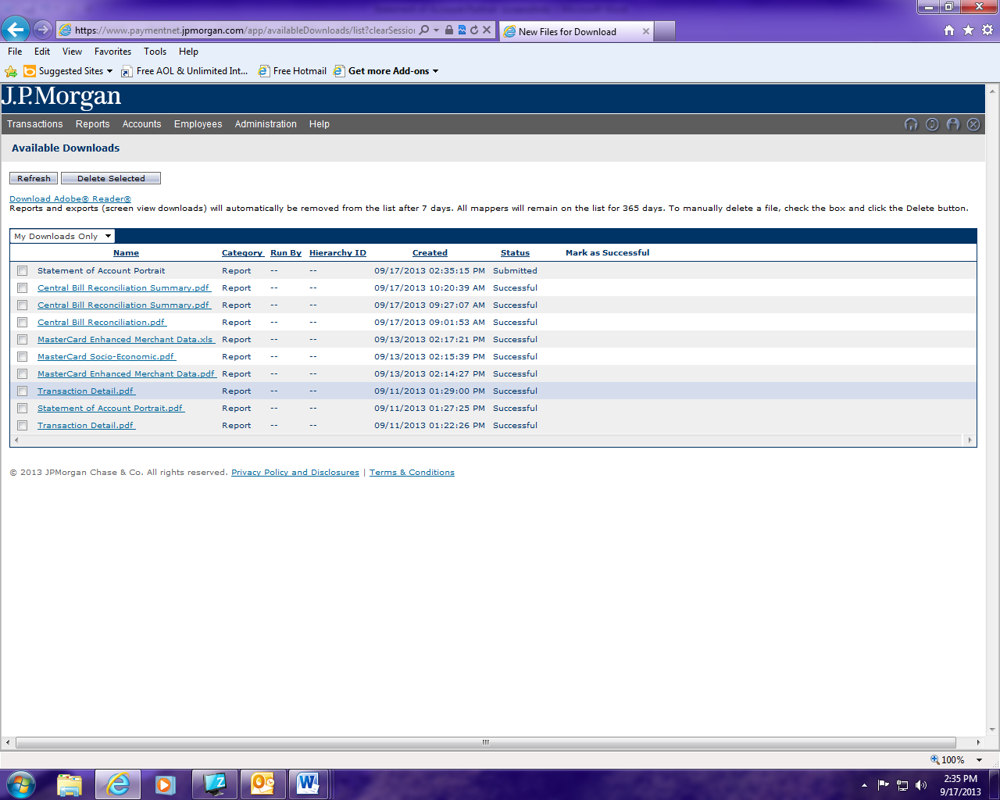 https://www.paymentnet.jpmorgan.com/app/availableDownloads/list?clearSession
New Files for Download
File Edit View Favorites Tools Help
Suggested Sites Free AOL & Unlimited Int... Free Hotmail Get more Add-ons
J.P.Morgan
Transactions Reports Accounts Employees Administration Help
Available Downloads
Refresh Delete Selected
Download Adobe® Reader®
Reports and exports (screen view downloads) will automatically be removed from the list after 7 days. All mappers will remain on the list for 365 days. To manually delete a file, check the box and click the Delete button.
My Downloads Only
Name Category Run By Hierarchy ID Created Status Mark as Successful
Statement of Account Portrait Report -- -- 09/17/2013 02:35:15 PM Submitted
Central Bill Reconciliation Summary.pdf Report -- -- 09/17/2013 10:20:39 AM Successful
Central Bill Reconciliation Summary.pdf Report -- -- 09/17/2013 09:27:07 AM Successful
Central Bill Reconciliation.pdf Report -- -- 09/17/2013 09:01:53 AM Successful
MasterCard Enhanced Merchant Data.xls Report -- -- 09/13/2013 02:17:21 PM Successful
MasterCard Socio-Economic.pdf Report -- -- 09/13/2013 02:15:39 PM Successful
MasterCard Enhanced Merchant Data.pdf Report -- -- 09/13/2013 02:14:27 PM Successful
Transaction Detail.pdf Report -- -- 09/11/2013 01:29:00 PM Successful
Statement of Account Portrait.pdf Report -- -- 09/11/2013 01:27:25 PM Successful
Transaction Detail.pdf Report -- -- 09/11/2013 01:22:26 PM Successful
© 2013 JPMorgan Chase & Co. All rights reserved. Privacy Policy and Disclosures | Terms & Conditions
100%
2:35 PM
9/17/2013